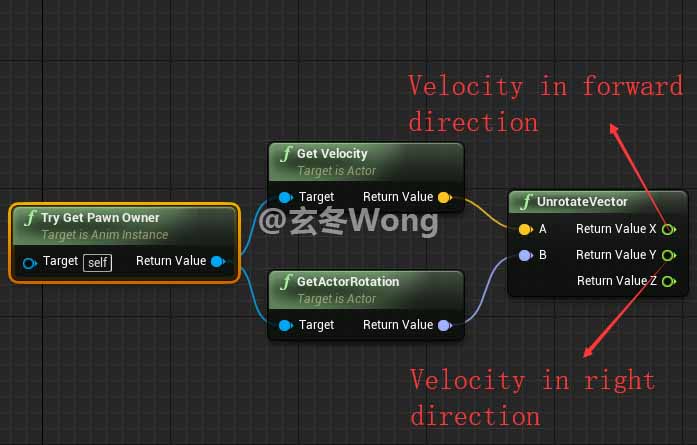 Velocity in forward
direction
Get Velocity
Target is Actor
Target Return Value
UnrotateVector
Try Get Pawn Owner
Target is Anim Instance
@玄冬Wong
A Return Value X
B Return Value Y
Return Value Z
Target self Return Value
GetActorRotation
Target is Actor
Target Return Value
Velocity in right
direction